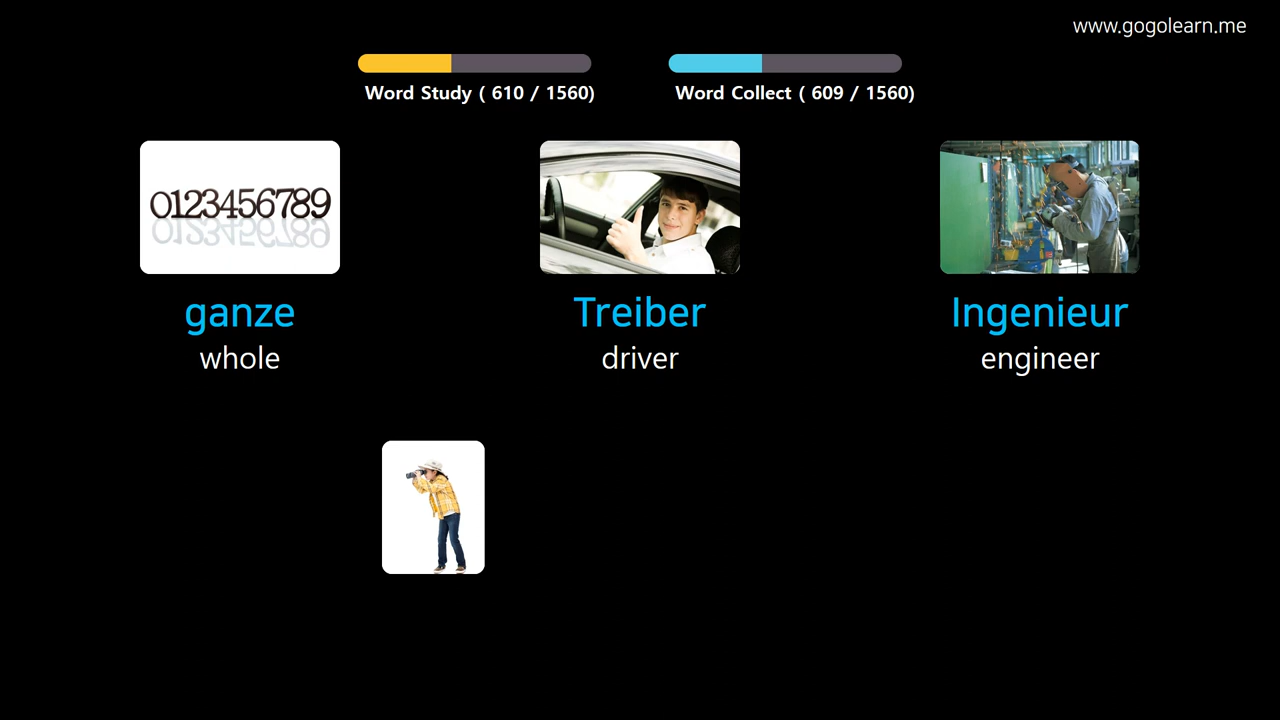 www.gogolearn.me
Word Study ( 610 / 1560)
Word Collect ( 609 / 1560)
0123456789
ganze
whole
Treiber
driver
Ingenieur
engineer